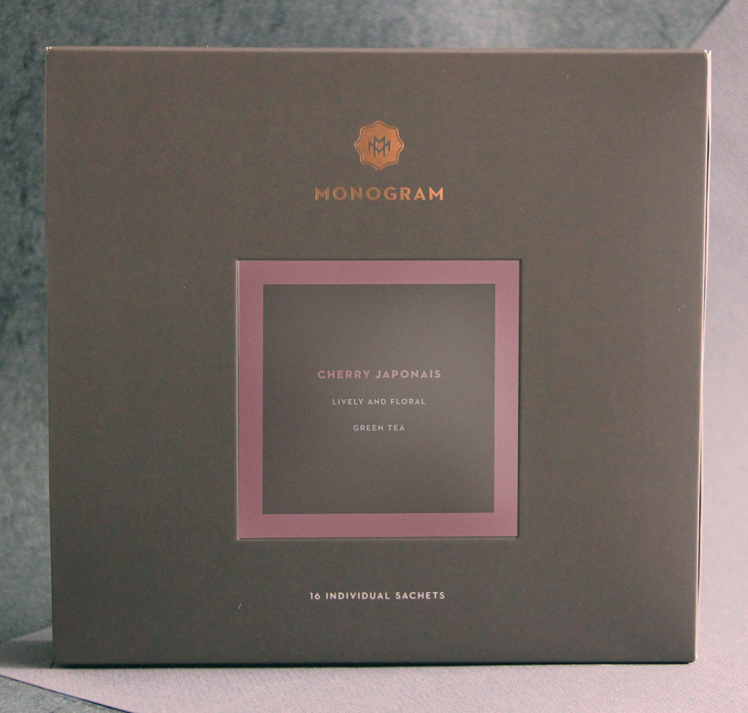 MONOGRAM
CHERRY JAPONAIS
LIVELY AND FLORAL
GREEN TEA
16 INDIVIDUAL SACHETS